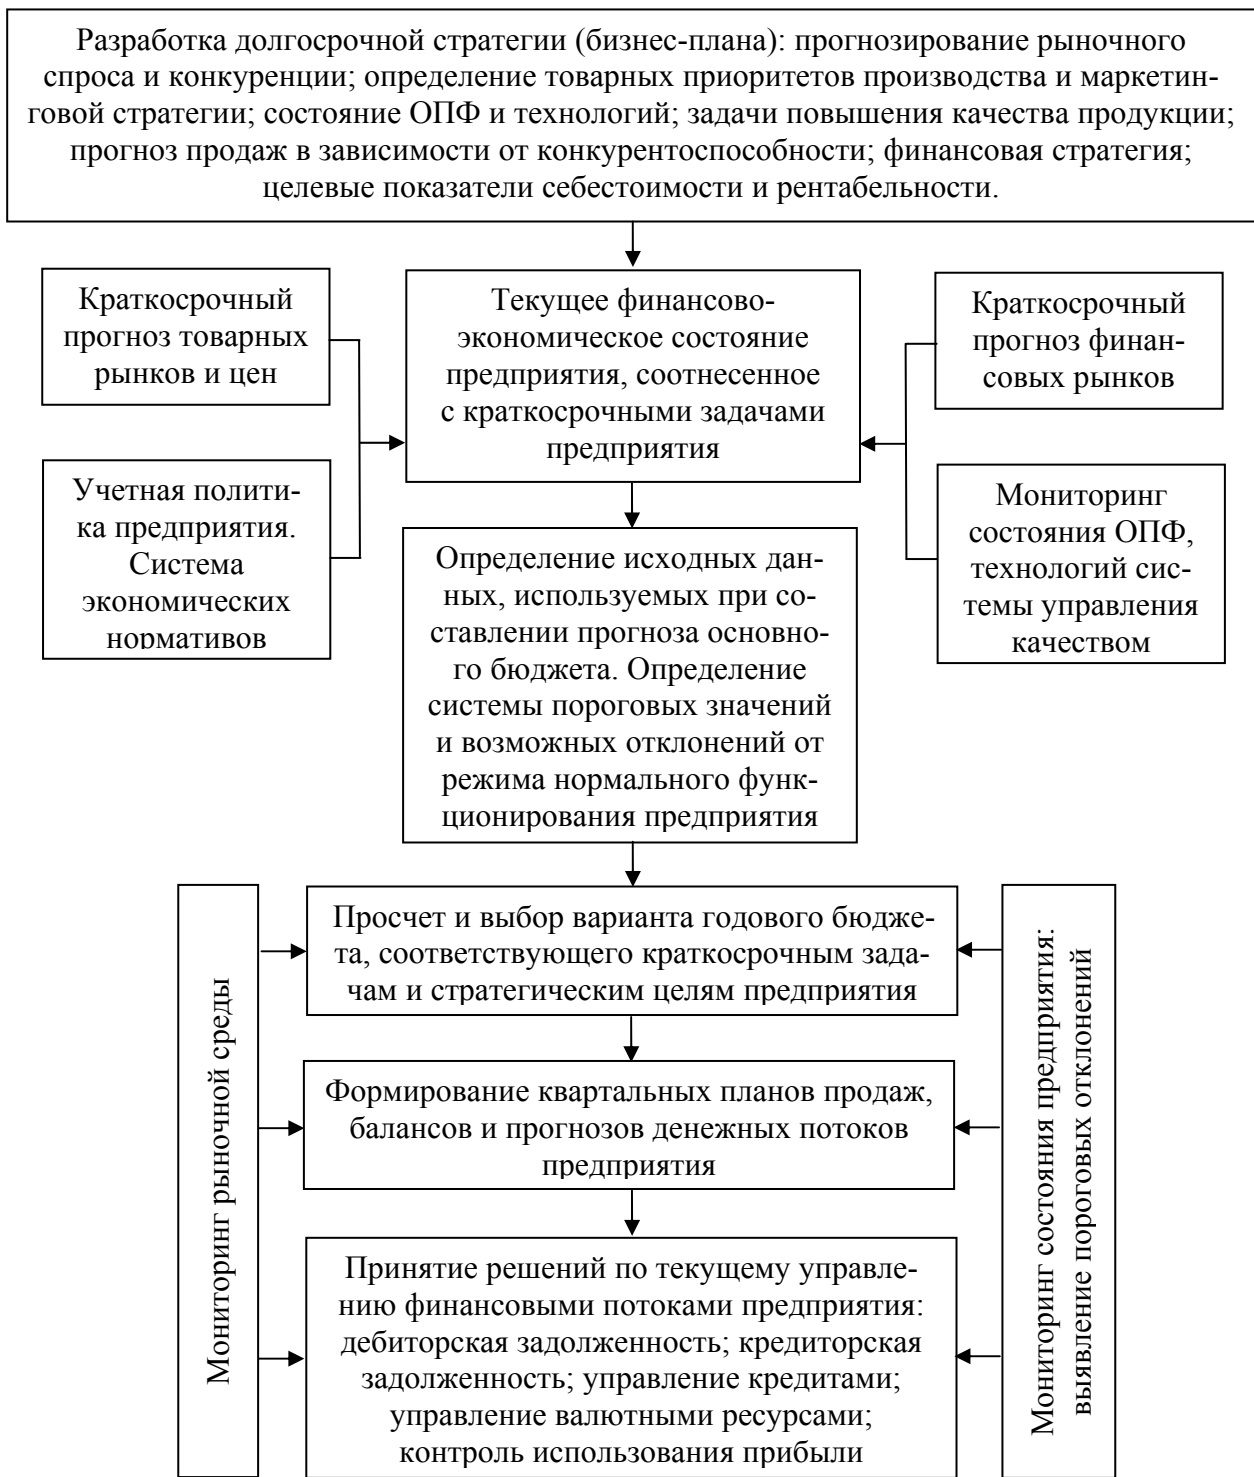 Разработка долгосрочной стратегии (бизнес-плана): прогнозирование рыночного
спроса и конкуренции; определение товарных приоритетов производства и маркетин-
говой стратегии; состояние ОПФ и технологий; задачи повышения качества продукции;
прогноз продаж в зависимости от конкурентоспособности; финансовая стратегия;
целевые показатели себестоимости и рентабельности.
Краткосрочный
прогноз товарных
рынков и цен
Текущее финансово-
экономическое состояние
предприятия, соотнесенное
с краткосрочными задачами
предприятия
Краткосрочный
прогноз финан-
совых рынков
Учетная полити-
ка предприятия.
Система
экономических
нормативов
Мониторинг
состояния ОПФ,
технологий сис-
темы управления
качеством
Определение исходных дан-
ных, используемых при со-
ставлении прогноза основно-
го бюджета. Определение
системы пороговых значений
и возможных отклонений от
режима нормального функ-
ционирования предприятия
Мониторинг рыночной среды
Просчет и выбор варианта годового бюдже-
та, соответствующего краткосрочным зада-
чам и стратегическим целям предприятия
Формирование квартальных планов продаж,
балансов и прогнозов денежных потоков
предприятия
Принятие решений по текущему управле-
нию финансовыми потоками предприятия:
дебиторская задолженность; кредиторская
задолженность; управление кредитами;
управление валютными ресурсами;
контроль использования прибыли
Мониторинг состояния предприятия:
выявление пороговых отклонений